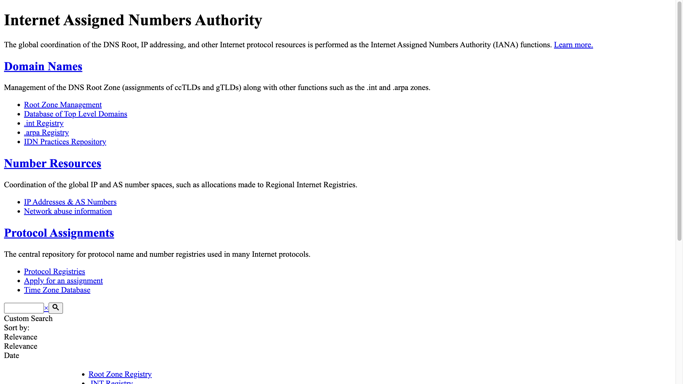 Internet Assigned Numbers Authority
The global coordination of the DNS Root, IP addressing, and other Internet protocol resources is performed as the Internet Assigned Numbers Authority (IANA) functions. Learn more.
Domain Names
Management of the DNS Root Zone (assignments of ccTLDs and gTLDs) along with other functions such as the .int and .arpa zones.
Root Zone Management
Database of Top Level Domains
.int Registry
.arpa Registry
IDN Practices Repository
Number Resources
Coordination of the global IP and AS number spaces, such as allocations made to Regional Internet Registries.
IP Addresses & AS Numbers
Network abuse information
Protocol Assignments
The central repository for protocol name and number registries used in many Internet protocols.
Protocol Registries
Apply for an assignment
Time Zone Database
×
Custom Search
Sort by:
Relevance
Relevance
Date
Root Zone Registry
.INT Registry